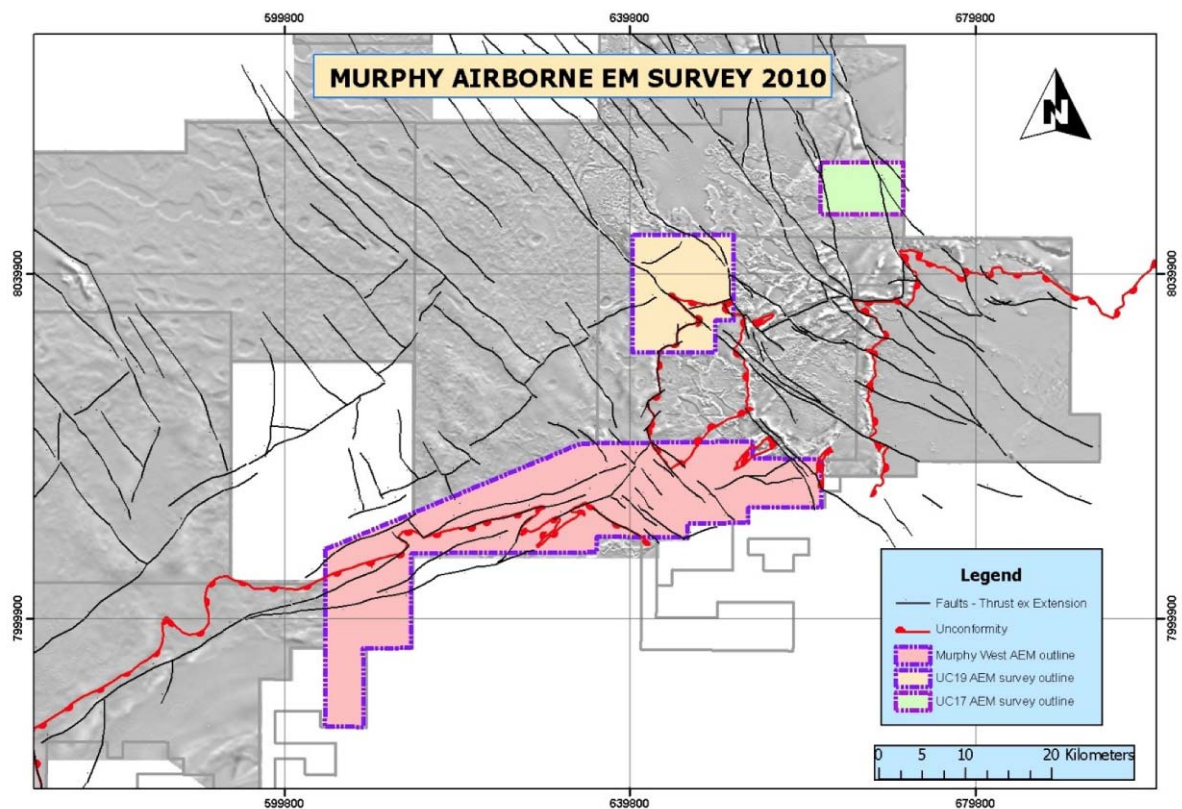 599800 639800 679800
MURPHY AIRBORNE EM SURVEY 2010
N
8039900 8039900
7999900 7999900
Legend
Faults - Thrust ex Extension
Unconformity
Murphy West AEM outline
UC19 AEM survey outline
UC17 AEM survey outline
0 5 10 20 Kilometers
599800 639800 679800